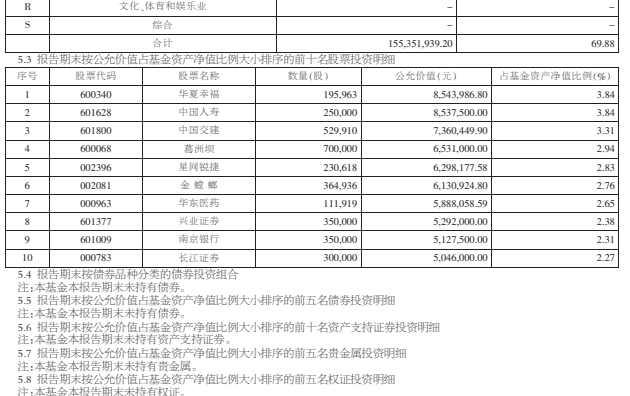 R 文化、体育和娱乐业 – –
S 综合 – –
合计 155,351,939.20 69.88
5.3 报告期末按公允价值占基金资产净值比例大小排序的前十名股票投资明细
序号 股票代码 股票名称 数量(股) 公允价值(元) 占基金资产净值比例(%)
1 600340 华夏幸福 195,963 8,543,986.80 3.84
2 601628 中国人寿 250,000 8,537,500.00 3.84
3 601800 中国交建 529,910 7,360,449.90 3.31
4 600068 葛洲坝 700,000 6,531,000.00 2.94
5 002396 星网锐捷 230,618 6,298,177.58 2.83
6 002081 金 螳 螂 364,936 6,130,924.80 2.76
7 000963 华东医药 111,919 5,888,058.59 2.65
8 601377 兴业证券 350,000 5,292,000.00 2.38
9 601009 南京银行 350,000 5,127,500.00 2.31
10 000783 长江证券 300,000 5,046,000.00 2.27
5.4 报告期末按债券品种分类的债券投资组合
注:本基金本报告期末未持有债券。
5.5 报告期末按公允价值占基金资产净值比例大小排序的前五名债券投资明细
注:本基金本报告期末未持有债券。
5.6 报告期末按公允价值占基金资产净值比例大小排序的前十名资产支持证券投资明细
注:本基金本报告期末未持有资产支持证券。
5.7 报告期末按公允价值占基金资产净值比例大小排序的前五名贵金属投资明细
注:本基金本报告期末未持有贵金属。
5.8 报告期末按公允价值占基金资产净值比例大小排序的前五名权证投资明细
注:本基金本报告期末未持有权证。